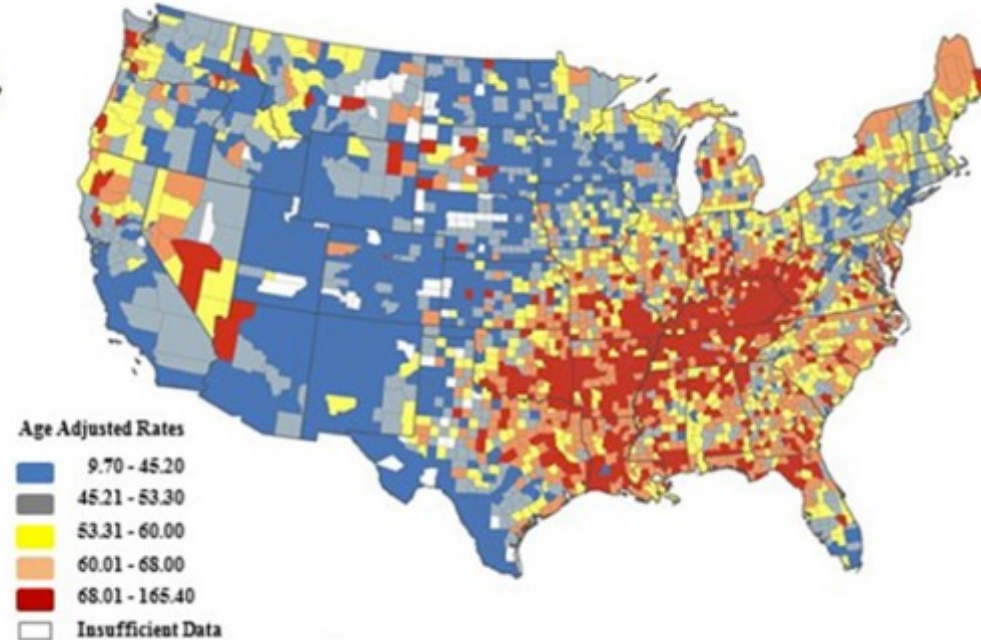 Age Adjusted Rates
9.70 - 45.20
45.21 - 53.30
53.31 - 60.00
60.01 - 68.00
68.01 - 165.40
Insufficient Data